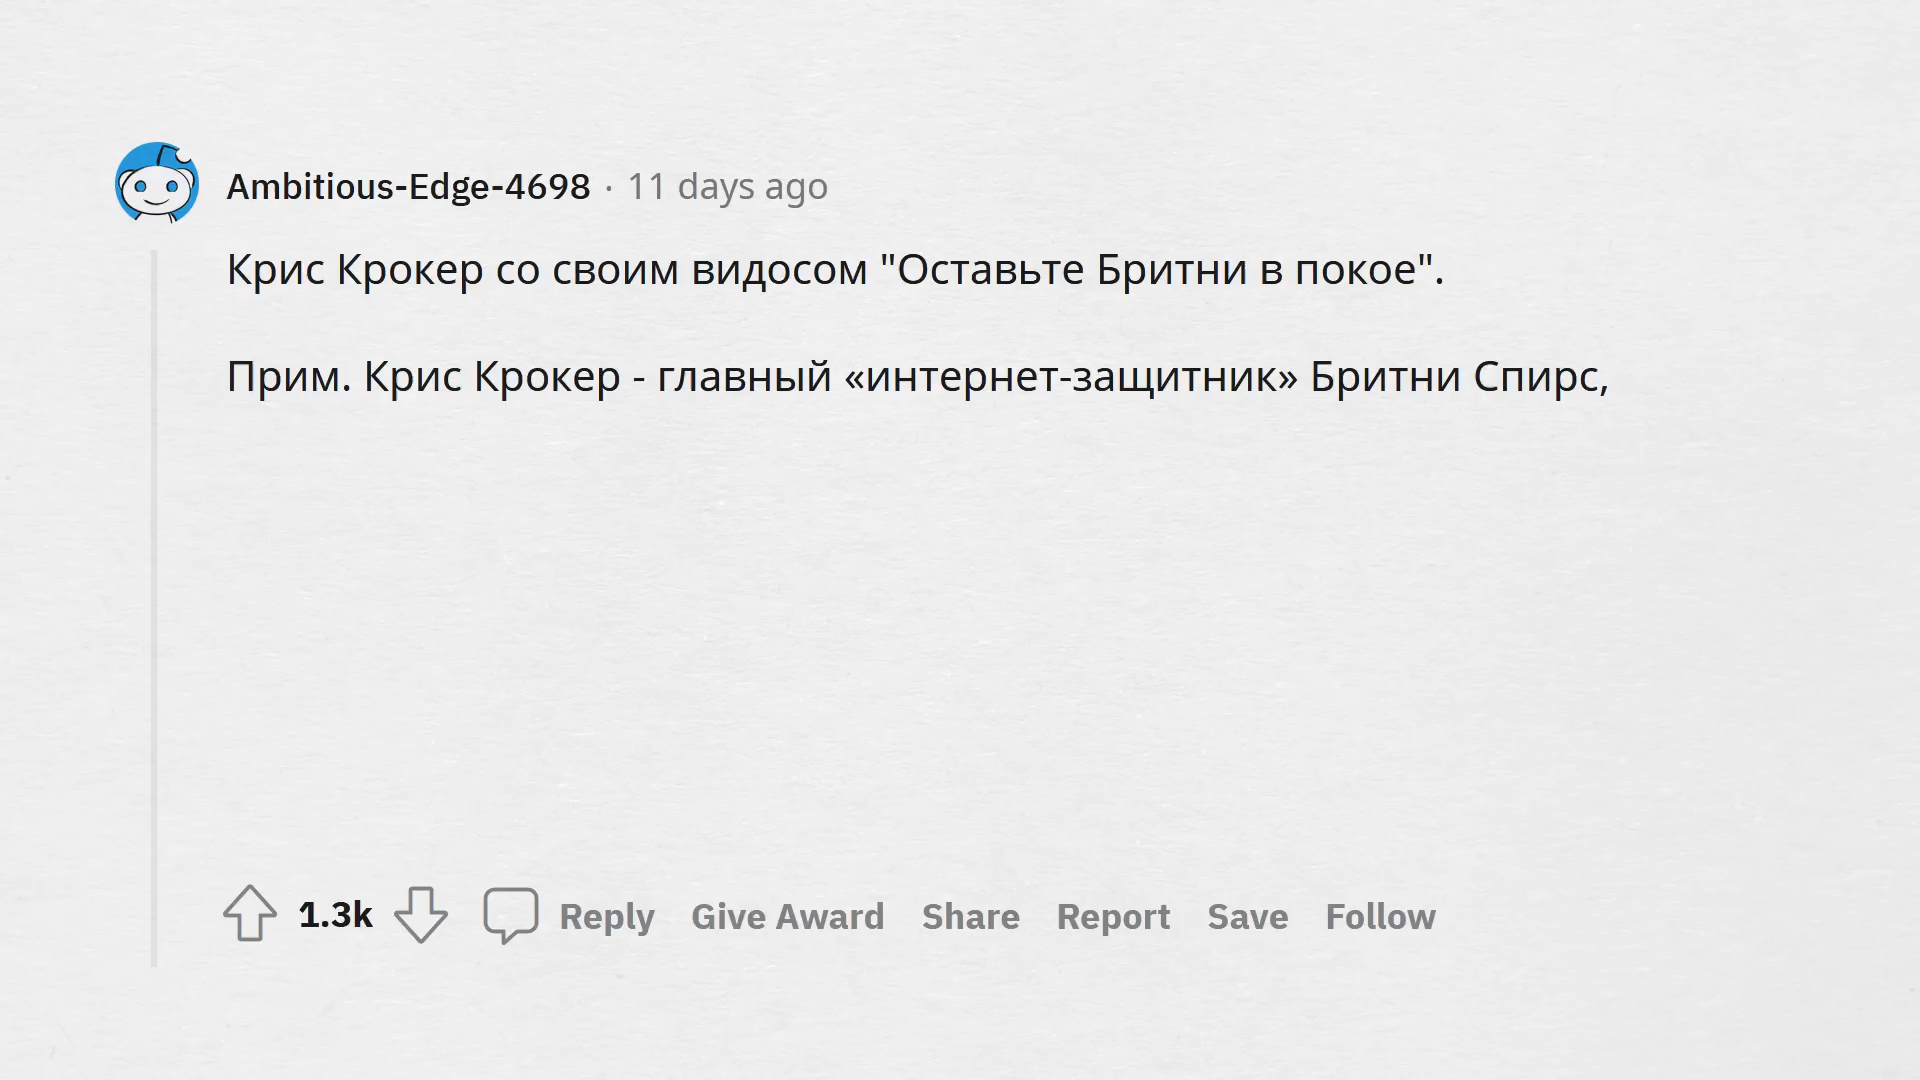 Ambitious-Edge-4698 · 11 days ago
Крис Крокер со своим видосом "Оставьте Бритни в покое".
Прим. Крис Крокер - главный «интернет-защитник» Бритни Спирс,
1.3k Reply Give Award Share Report Save Follow